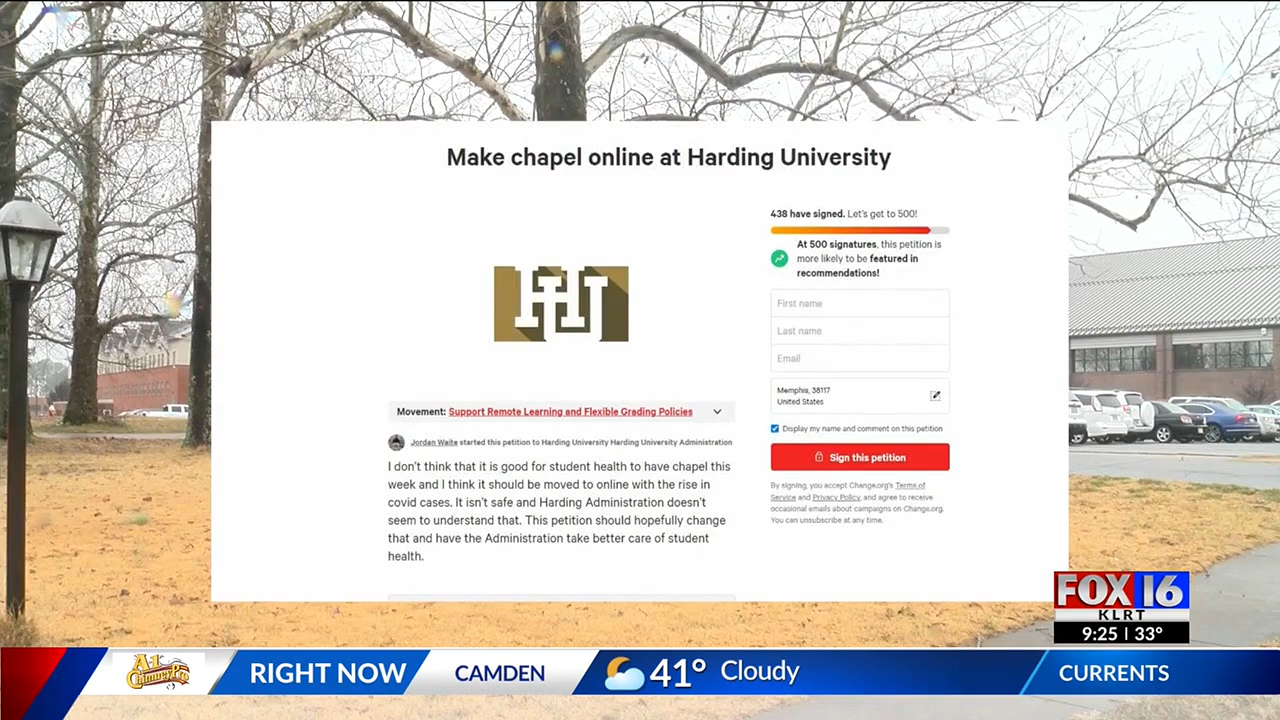 Make chapel online at Harding University
438 have signed. Let's get to 500!
At 500 signatures, this petition is
more likely to be featured in
recommendations!
First name
Last name
Email
Memphis, 38117
United States
Display my name and comment on this petition
Sign this petition
By signing, you accept Change.org's Terms of
Service and Privacy Policy, and agree to receive
occasional emails about campaigns on Change.org.
You can unsubscribe at any time.
HU
Movement: Support Remote Learning and Flexible Grading Policies
Jordan Waite started this petition to Harding University Harding University Administration
I don't think that it is good for student health to have chapel this
week and I think it should be moved to online with the rise in
covid cases. It isn't safe and Harding Administration doesn't
seem to understand that. This petition should hopefully change
that and have the Administration take better care of student
health.
FOX 16
KLRT
9:25 | 33°
A-1
ChimneyPro
RIGHT NOW
CAMDEN
41° Cloudy
CURRENTS